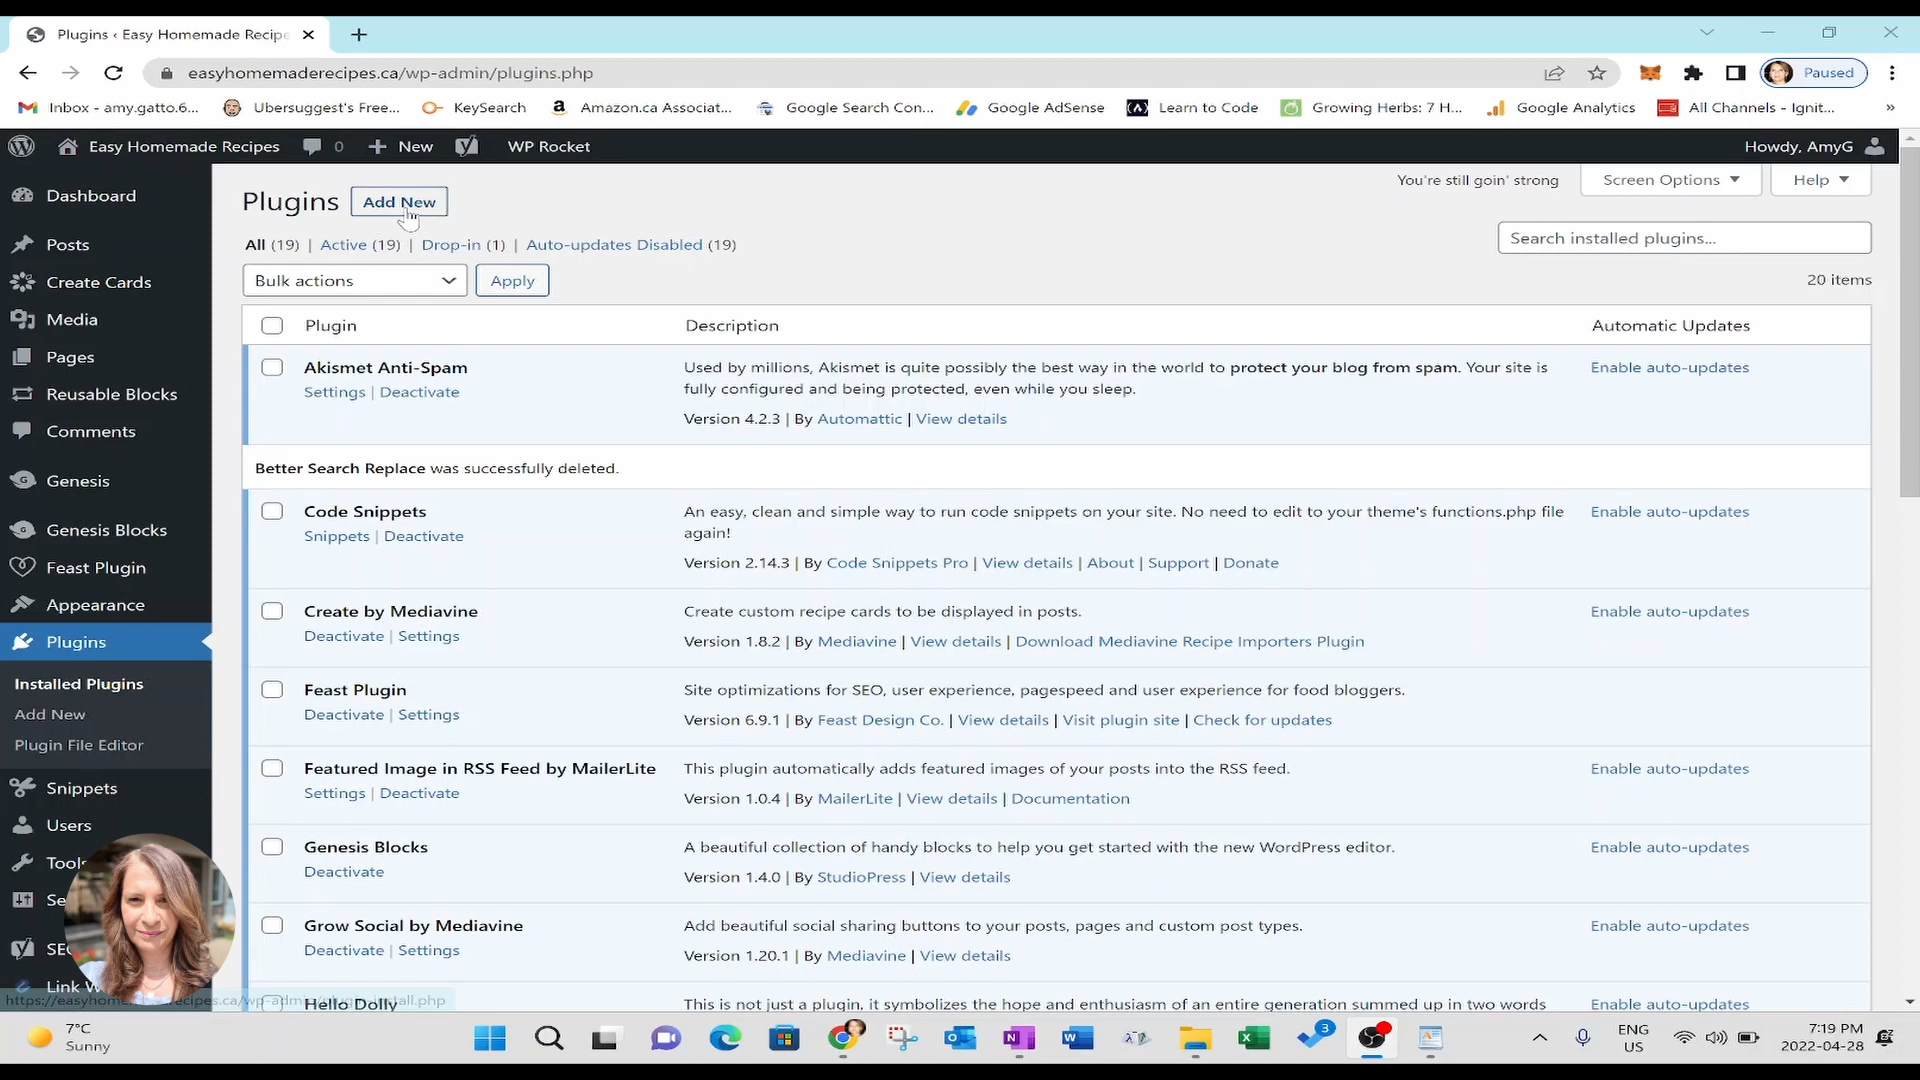 Plugins ‹ Easy Homemade Recipe
easyhomemaderecipes.ca/wp-admin/plugins.php
Paused
Inbox - amy.gatto.6...
Ubersuggest's Free...
KeySearch
Amazon.ca Associat...
Google Search Con...
Google AdSense
Learn to Code
Growing Herbs: 7 H...
Google Analytics
All Channels - Ignit...
»
Easy Homemade Recipes
0
New
WP Rocket
Howdy, AmyG
Dashboard
Posts
Create Cards
Media
Pages
Reusable Blocks
Comments
Genesis
Genesis Blocks
Feast Plugin
Appearance
Plugins
Installed Plugins
Add New
Plugin File Editor
Snippets
Users
Tools
Se
SEO
Link W
Plugins
Add New
You're still goin' strong
Screen Options
Help
All (19) | Active (19) | Drop-in (1) | Auto-updates Disabled (19)
Search installed plugins...
Bulk actions
Apply
20 items
Plugin
Description
Automatic Updates
Akismet Anti-Spam
Settings | Deactivate
Used by millions, Akismet is quite possibly the best way in the world to protect your blog from spam. Your site is
fully configured and being protected, even while you sleep.
Version 4.2.3 | By Automattic | View details
Enable auto-updates
Better Search Replace was successfully deleted.
Code Snippets
Snippets | Deactivate
An easy, clean and simple way to run code snippets on your site. No need to edit to your theme's functions.php file
again!
Version 2.14.3 | By Code Snippets Pro | View details | About | Support | Donate
Enable auto-updates
Create by Mediavine
Deactivate | Settings
Create custom recipe cards to be displayed in posts.
Version 1.8.2 | By Mediavine | View details | Download Mediavine Recipe Importers Plugin
Enable auto-updates
Feast Plugin
Deactivate | Settings
Site optimizations for SEO, user experience, pagespeed and user experience for food bloggers.
Version 6.9.1 | By Feast Design Co. | View details | Visit plugin site | Check for updates
Featured Image in RSS Feed by MailerLite
Settings | Deactivate
This plugin automatically adds featured images of your posts into the RSS feed.
Version 1.0.4 | By MailerLite | View details | Documentation
Enable auto-updates
Genesis Blocks
Deactivate
A beautiful collection of handy blocks to help you get started with the new WordPress editor.
Version 1.4.0 | By StudioPress | View details
Enable auto-updates
Grow Social by Mediavine
Deactivate | Settings
Add beautiful social sharing buttons to your posts, pages and custom post types.
Version 1.20.1 | By Mediavine | View details
Enable auto-updates
Hello Dolly
This is not just a plugin, it symbolizes the hope and enthusiasm of an entire generation summed up in two words
Enable auto-updates
7°C
Sunny
3
ENG
US
7:19 PM
2022-04-28